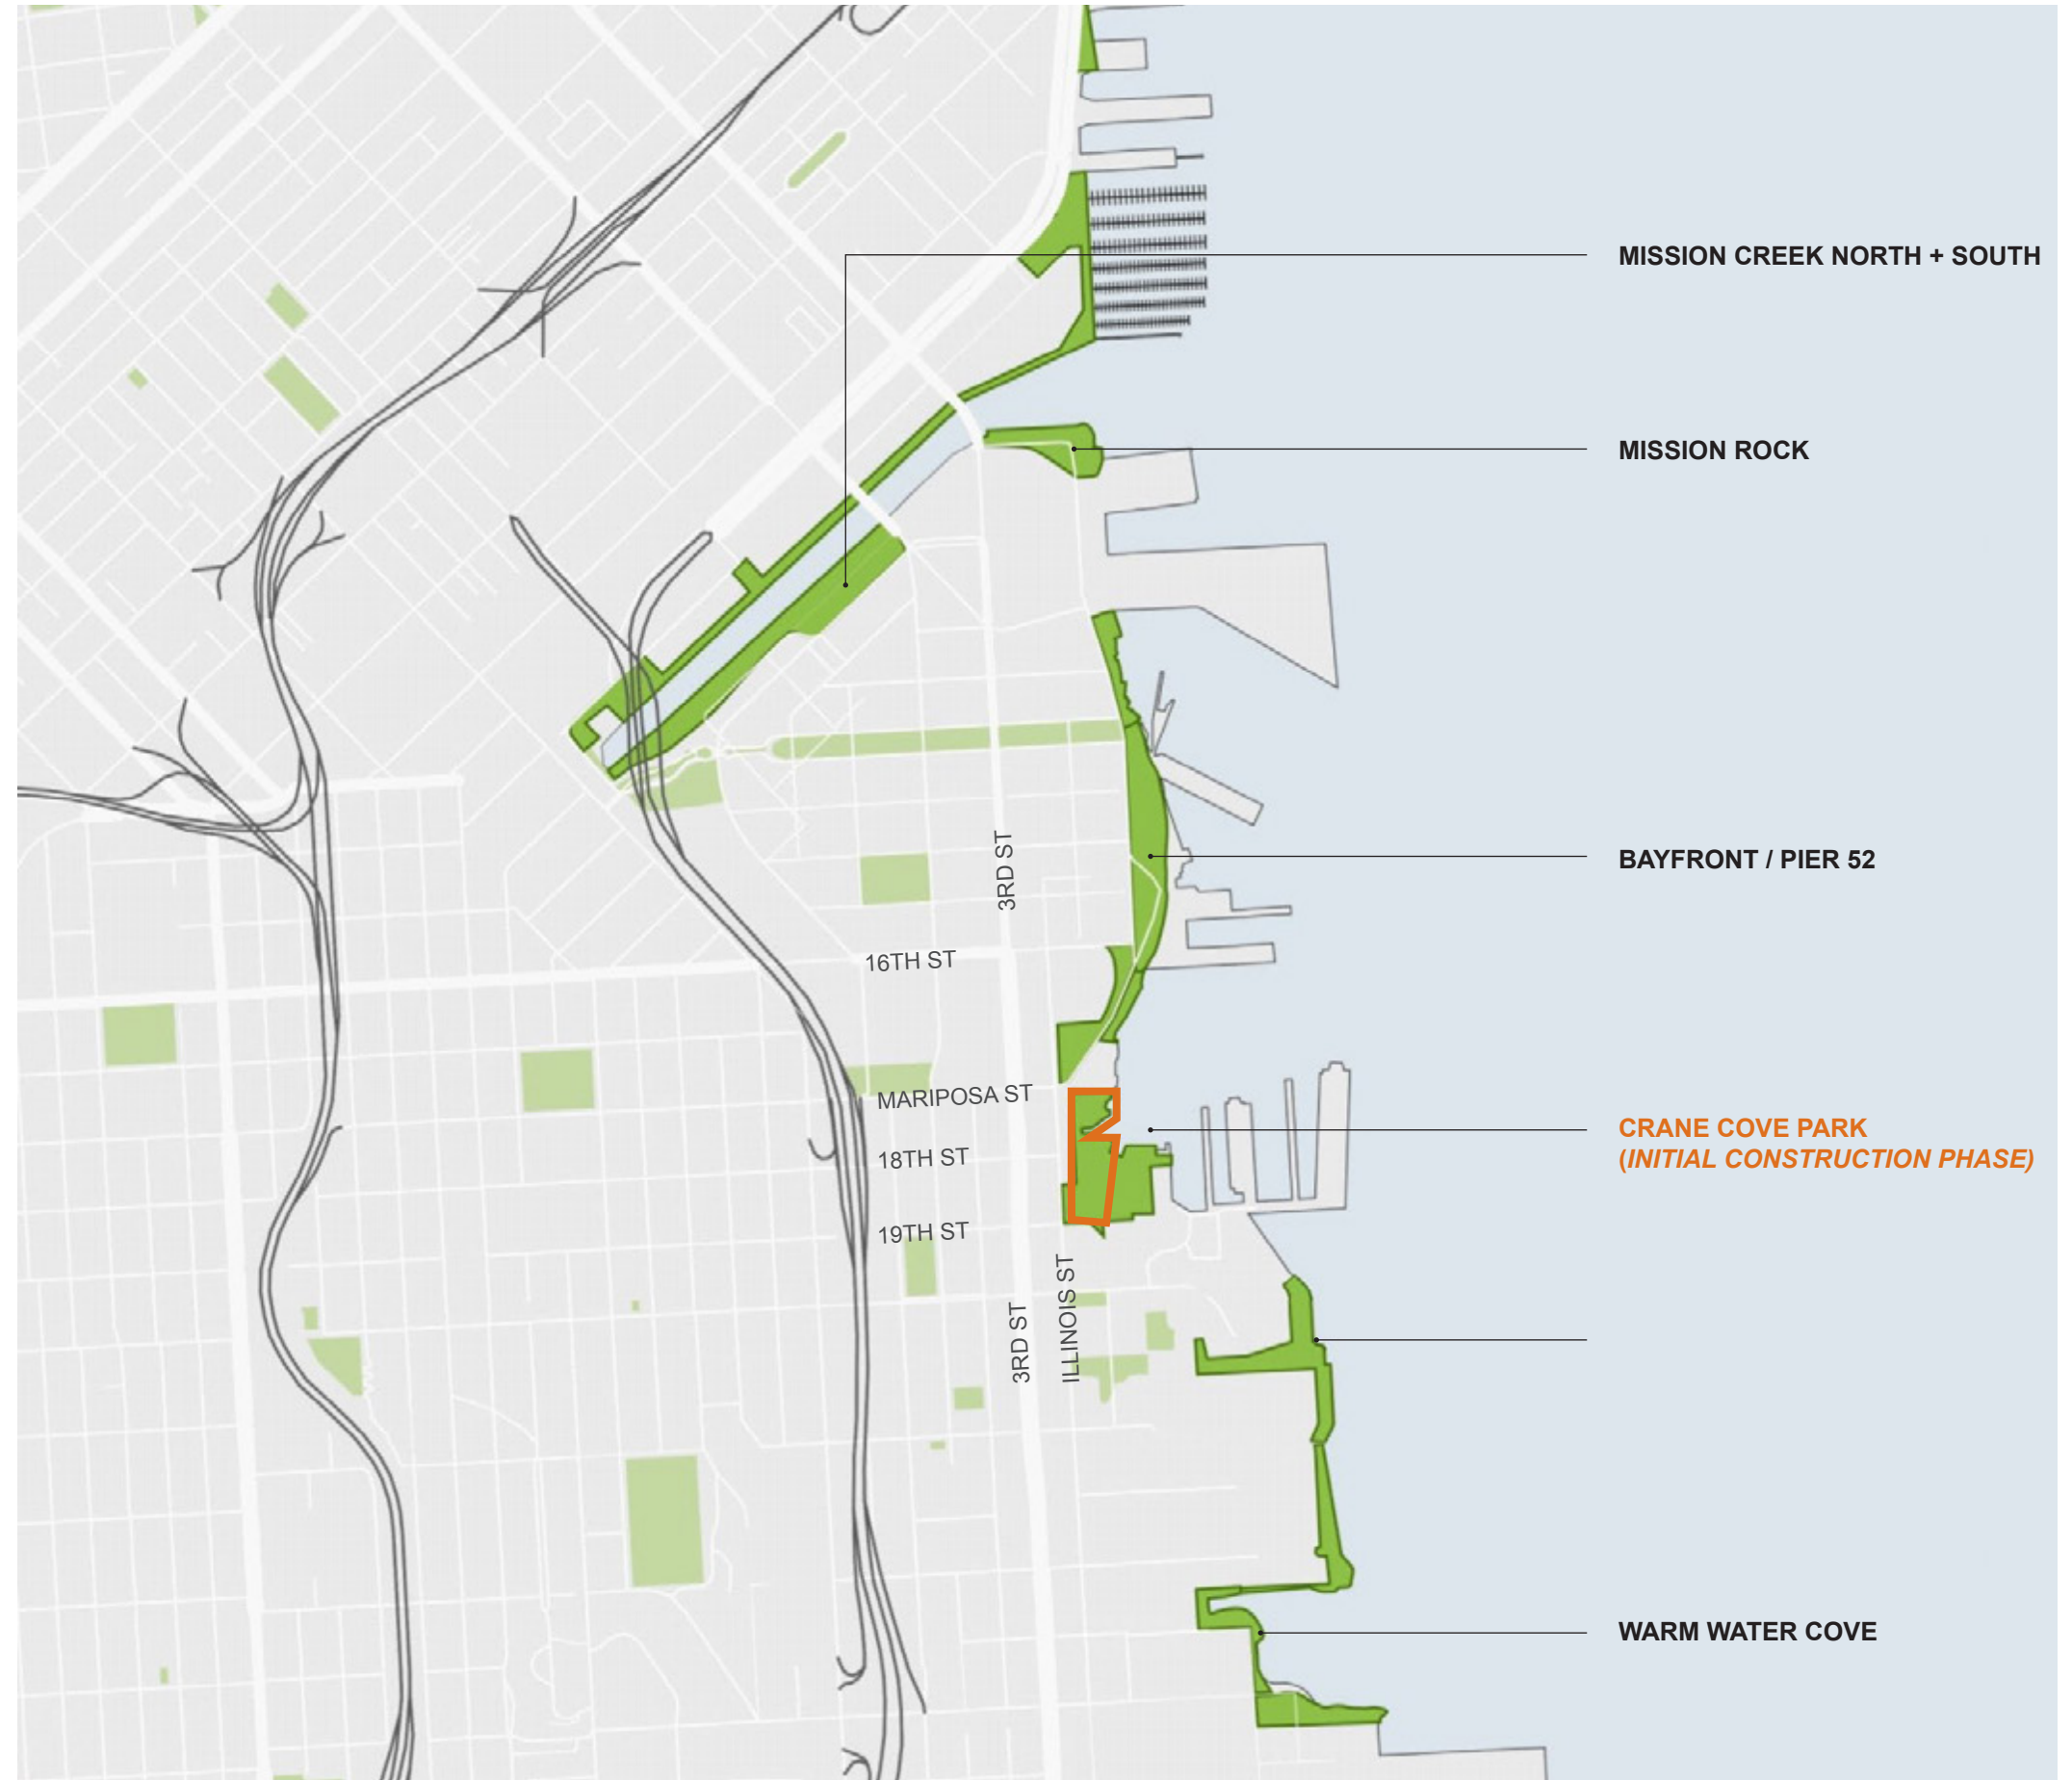 MISSION CREEK NORTH + SOUTH
MISSION ROCK
3RD ST
BAYFRONT / PIER 52
16TH ST
MARIPOSA ST
CRANE COVE PARK
(INITIAL CONSTRUCTION PHASE)
18TH ST
19TH ST
3RD ST
ILLINOIS ST
WARM WATER COVE